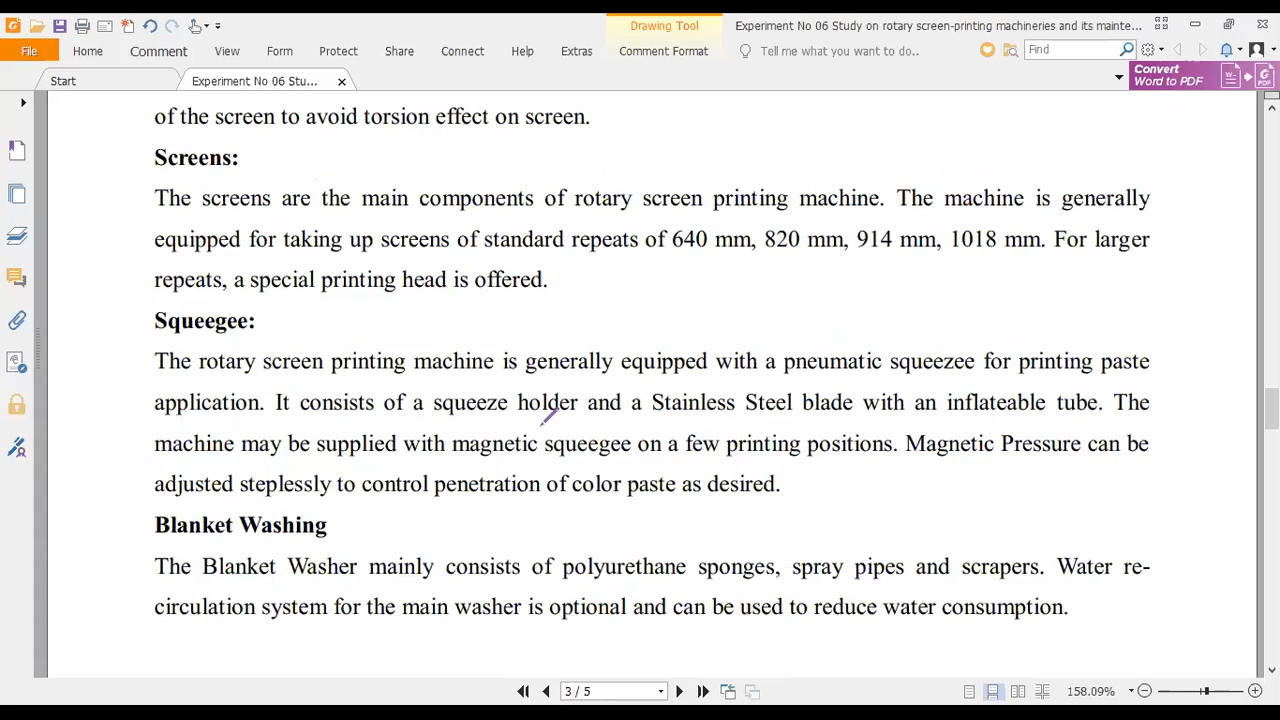 Drawing Tool
Experiment No 06 Study on rotary screen-printing machineries and its mainte...
File Home Comment View Form Protect Share Connect Help Extras Comment Format Tell me what you want to do.. Find
Start Experiment No 06 Stu...
Convert
Word to PDF
of the screen to avoid torsion effect on screen.
Screens:
The screens are the main components of rotary screen printing machine. The machine is generally
equipped for taking up screens of standard repeats of 640 mm, 820 mm, 914 mm, 1018 mm. For larger
repeats, a special printing head is offered.
Squeegee:
The rotary screen printing machine is generally equipped with a pneumatic squeezee for printing paste
application. It consists of a squeeze holder and a Stainless Steel blade with an inflateable tube. The
machine may be supplied with magnetic squeegee on a few printing positions. Magnetic Pressure can be
adjusted steplessly to control penetration of color paste as desired.
Blanket Washing
The Blanket Washer mainly consists of polyurethane sponges, spray pipes and scrapers. Water re-
circulation system for the main washer is optional and can be used to reduce water consumption.
3 / 5
158.09%